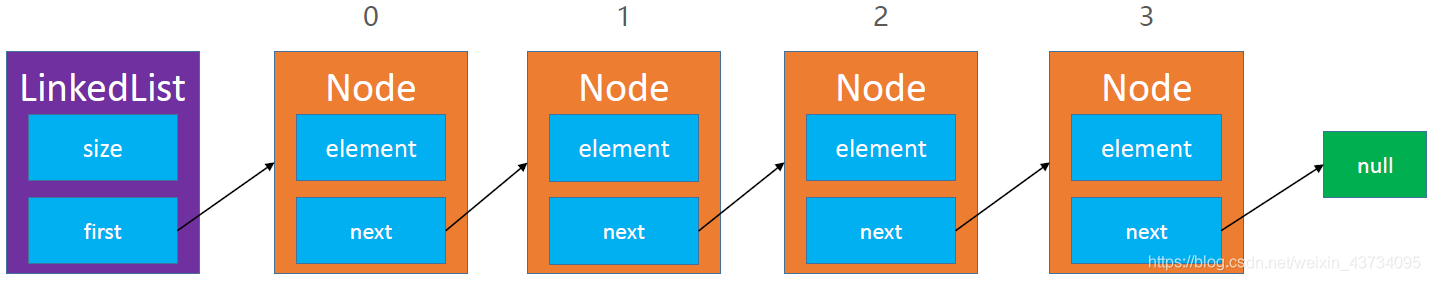 0 1 2 3
LinkedList Node Node Node Node
size element element element element
null
first next next next next
https://blog.csdn.net/weixin_43734095